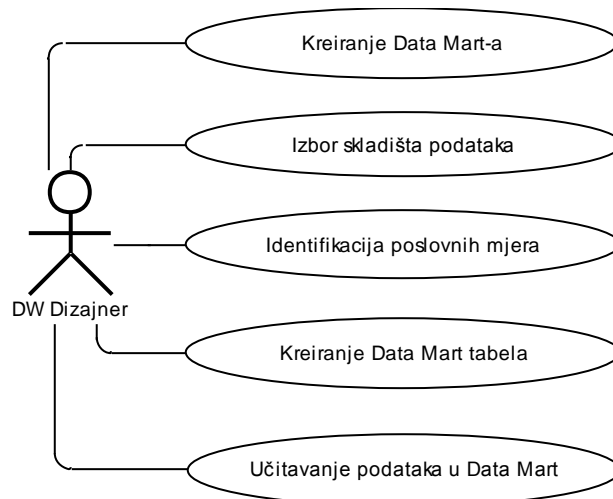 Kreiranje Data Mart-a
Izbor skladišta podataka
Identifikacija poslovnih mjera
DW Dizajner
Kreiranje Data Mart tabela
Učitavanje podataka u Data Mart